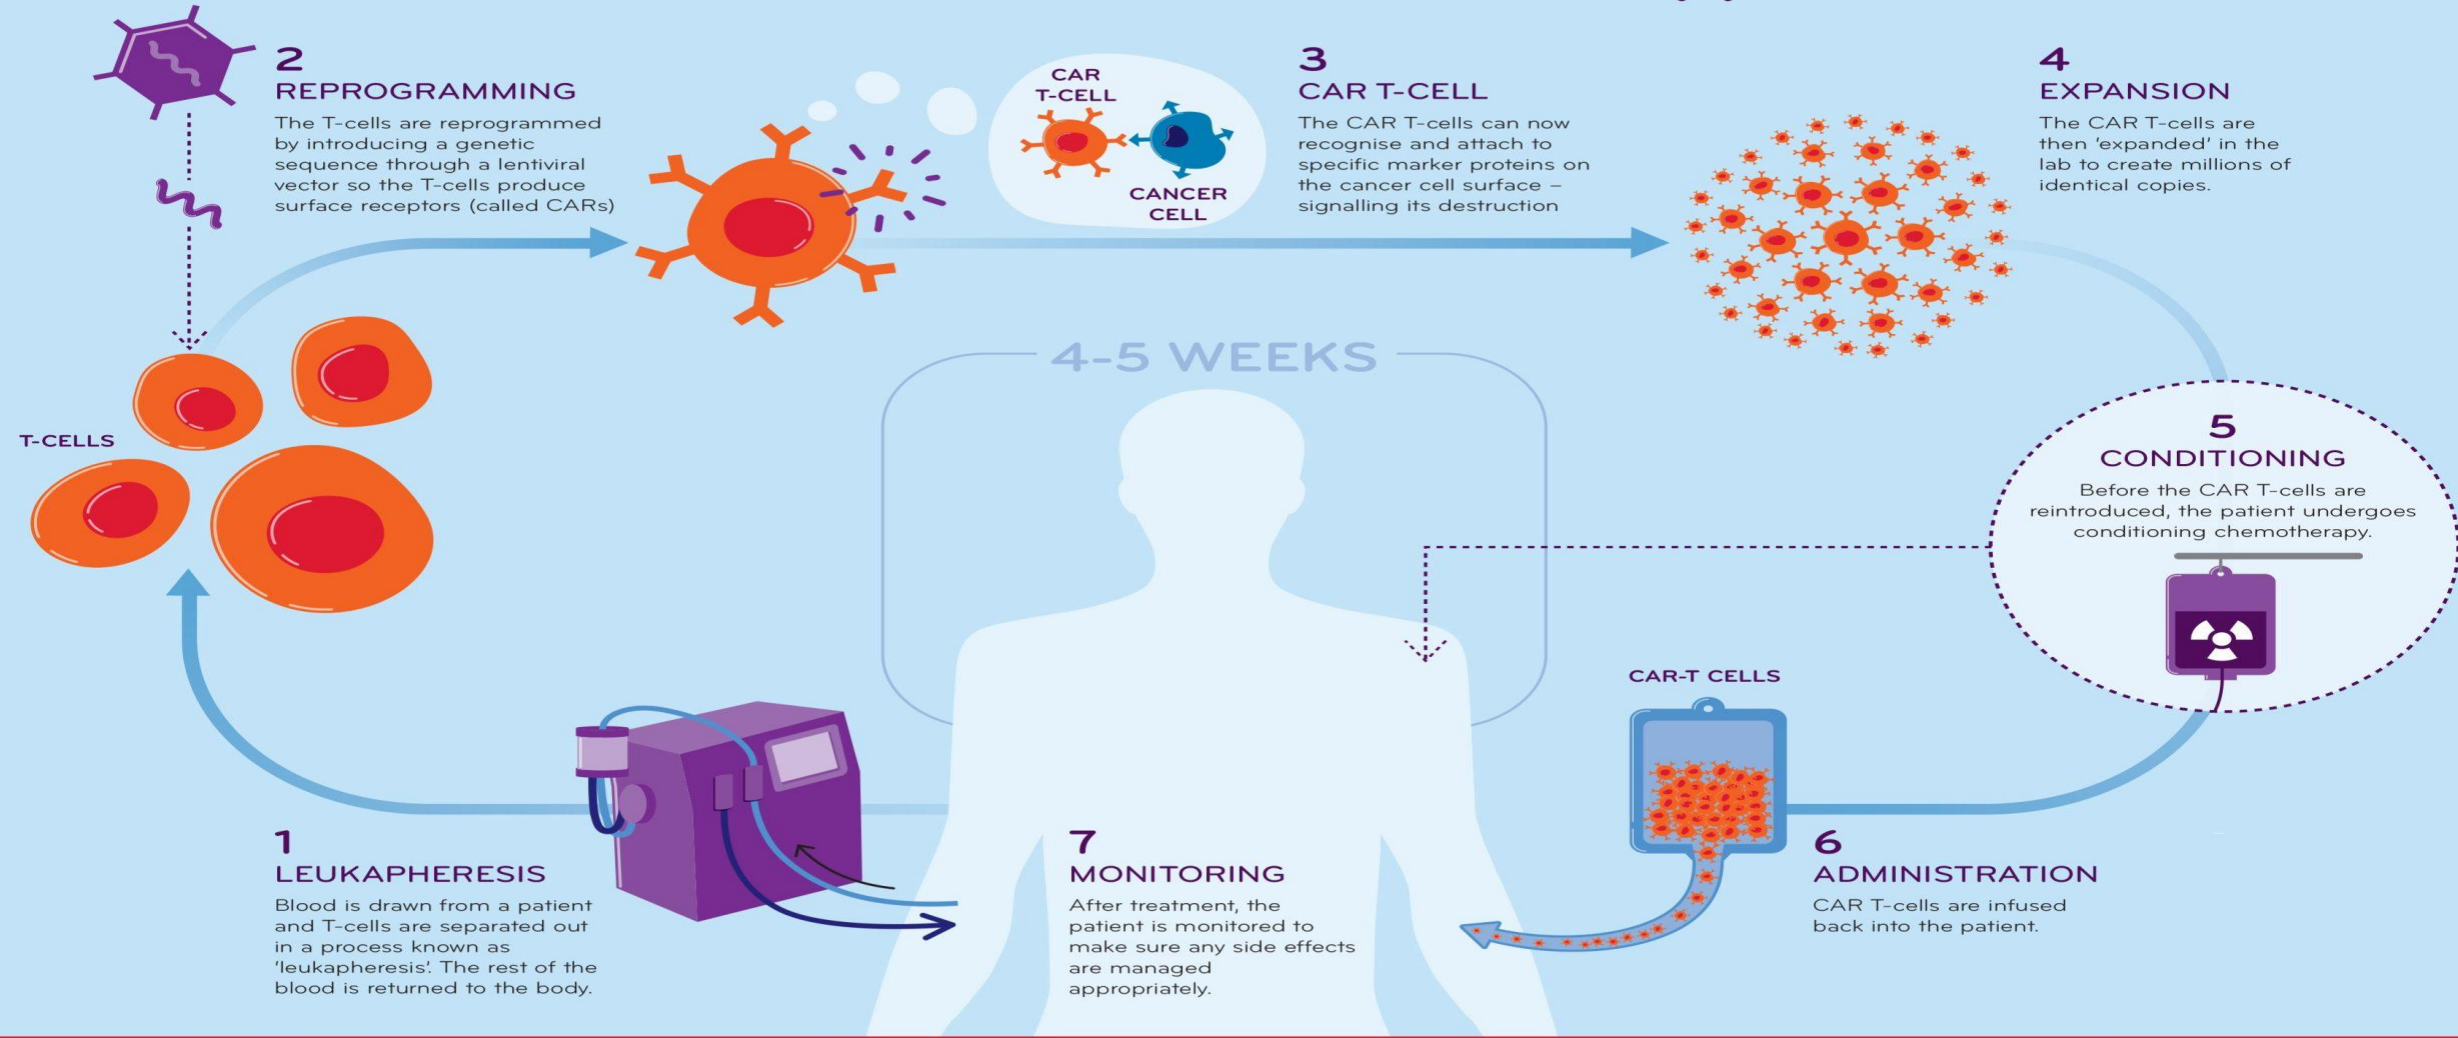 2
REPROGRAMMING
The T-cells are reprogrammed
by introducing a genetic
sequence through a lentiviral
vector so the T-cells produce
surface receptors (called CARs)
CAR
T-CELL
CANCER
CELL
3
CAR T-CELL
The CAR T-cells can now
recognise and attach to
specific marker proteins on
the cancer cell surface –
signalling its destruction
4
EXPANSION
The CAR T-cells are
then 'expanded' in the
lab to create millions of
identical copies.
4-5 WEEKS
T-CELLS
5
CONDITIONING
Before the CAR T-cells are
reintroduced, the patient undergoes
conditioning chemotherapy.
CAR-T CELLS
1
LEUKAPHERESIS
Blood is drawn from a patient
and T-cells are separated out
in a process known as
'leukapheresis'. The rest of the
blood is returned to the body.
7
MONITORING
After treatment, the
patient is monitored to
make sure any side effects
are managed
appropriately.
6
ADMINISTRATION
CAR T-cells are infused
back into the patient.